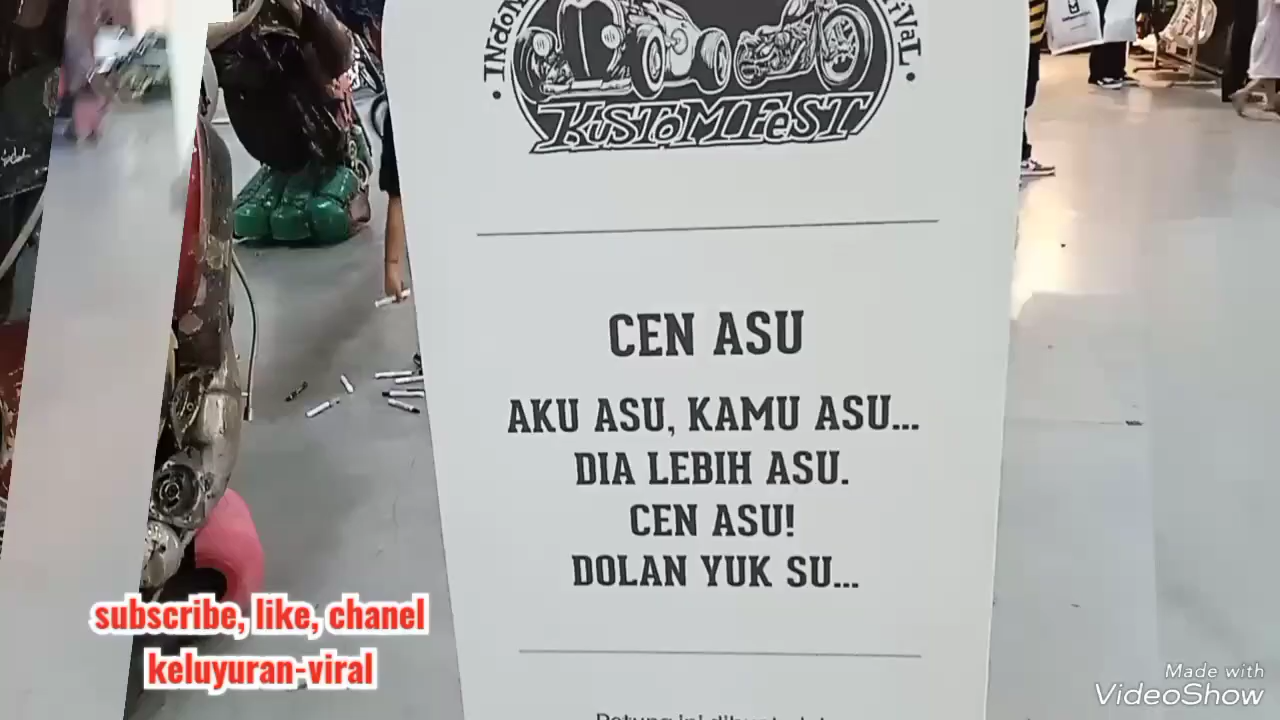 KUSTOMFEST
CEN ASU
AKU ASU, KAMU ASU...
DIA LEBIH ASU.
CEN ASU!
DOLAN YUK SU...
subscribe, like, chanel
keluyuran-viral
Made with
VideoShow